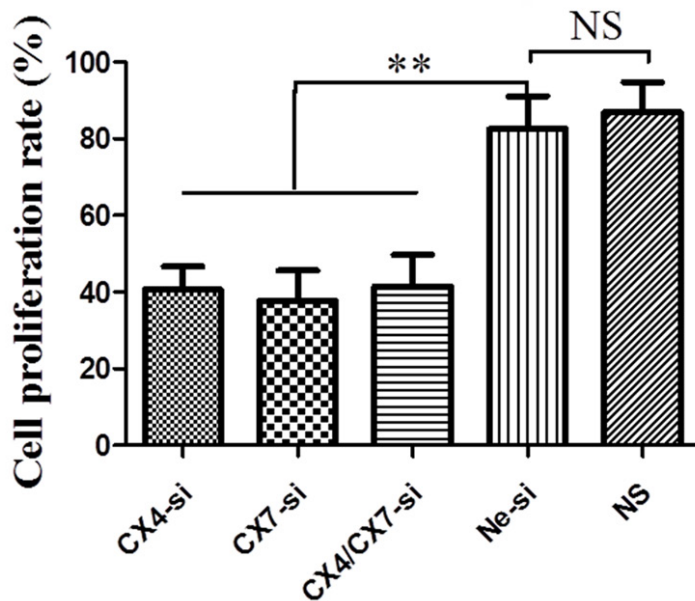 NS
**
Cell proliferation rate (%)
100
80
60
40
20
0
CX4-si
CX7-si
CX4/CX7-si
Ne-si
NS